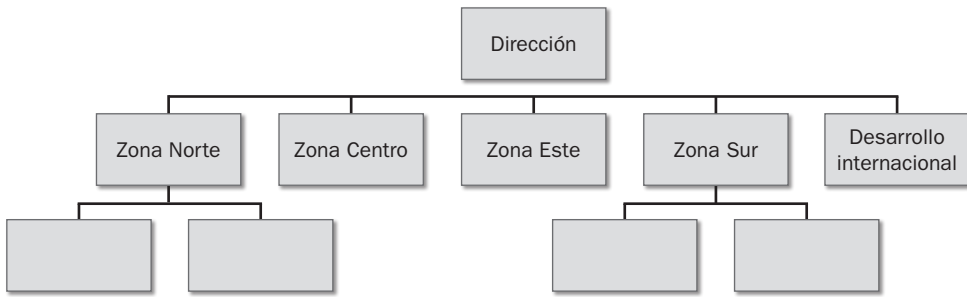 Dirección
Zona Norte
Zona Centro
Zona Este
Zona Sur
Desarrollo
internacional